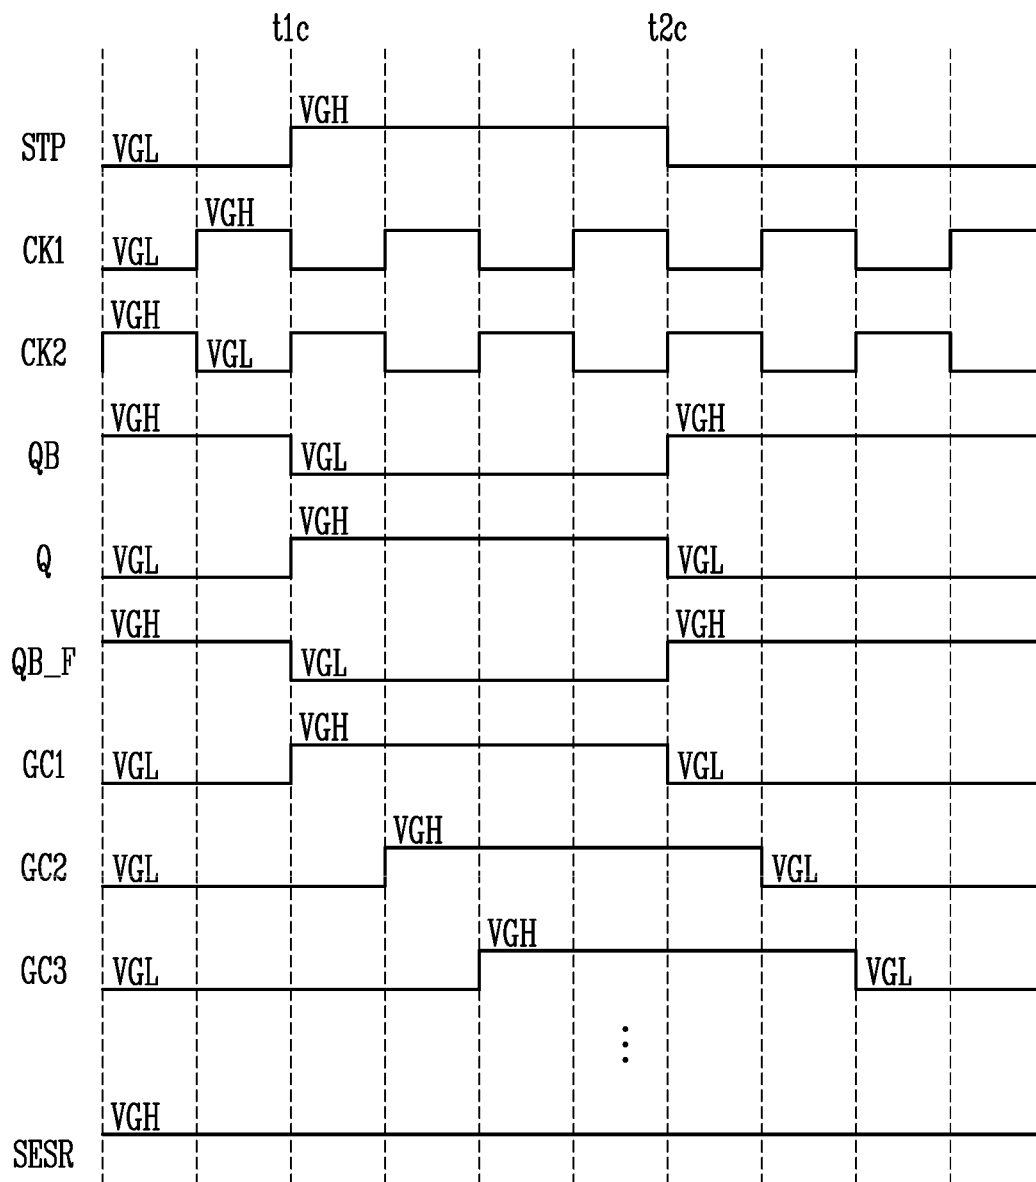 t1c t2c
VGH
STP VGL
VGH
CK1 VGL
VGH
CK2 VGL
VGH VGH
QB VGL
VGH
Q VGL VGL
VGH VGH
QB_F VGL
VGH
GC1 VGL VGL
VGH
GC2 VGL VGL
VGH
GC3 VGL VGL
VGH
SESR